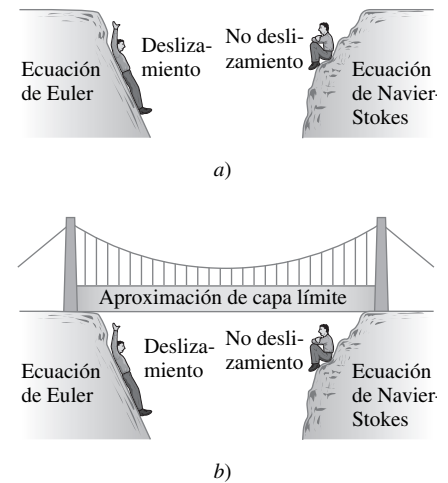 Ecuación
de Euler
Desliza-
miento
No desli-
zamiento
Ecuación
de Navier-
Stokes
a)
Aproximación de capa límite
Ecuación
de Euler
Desliza-
miento
No desli-
zamiento
Ecuación
de Navier-
Stokes
b)